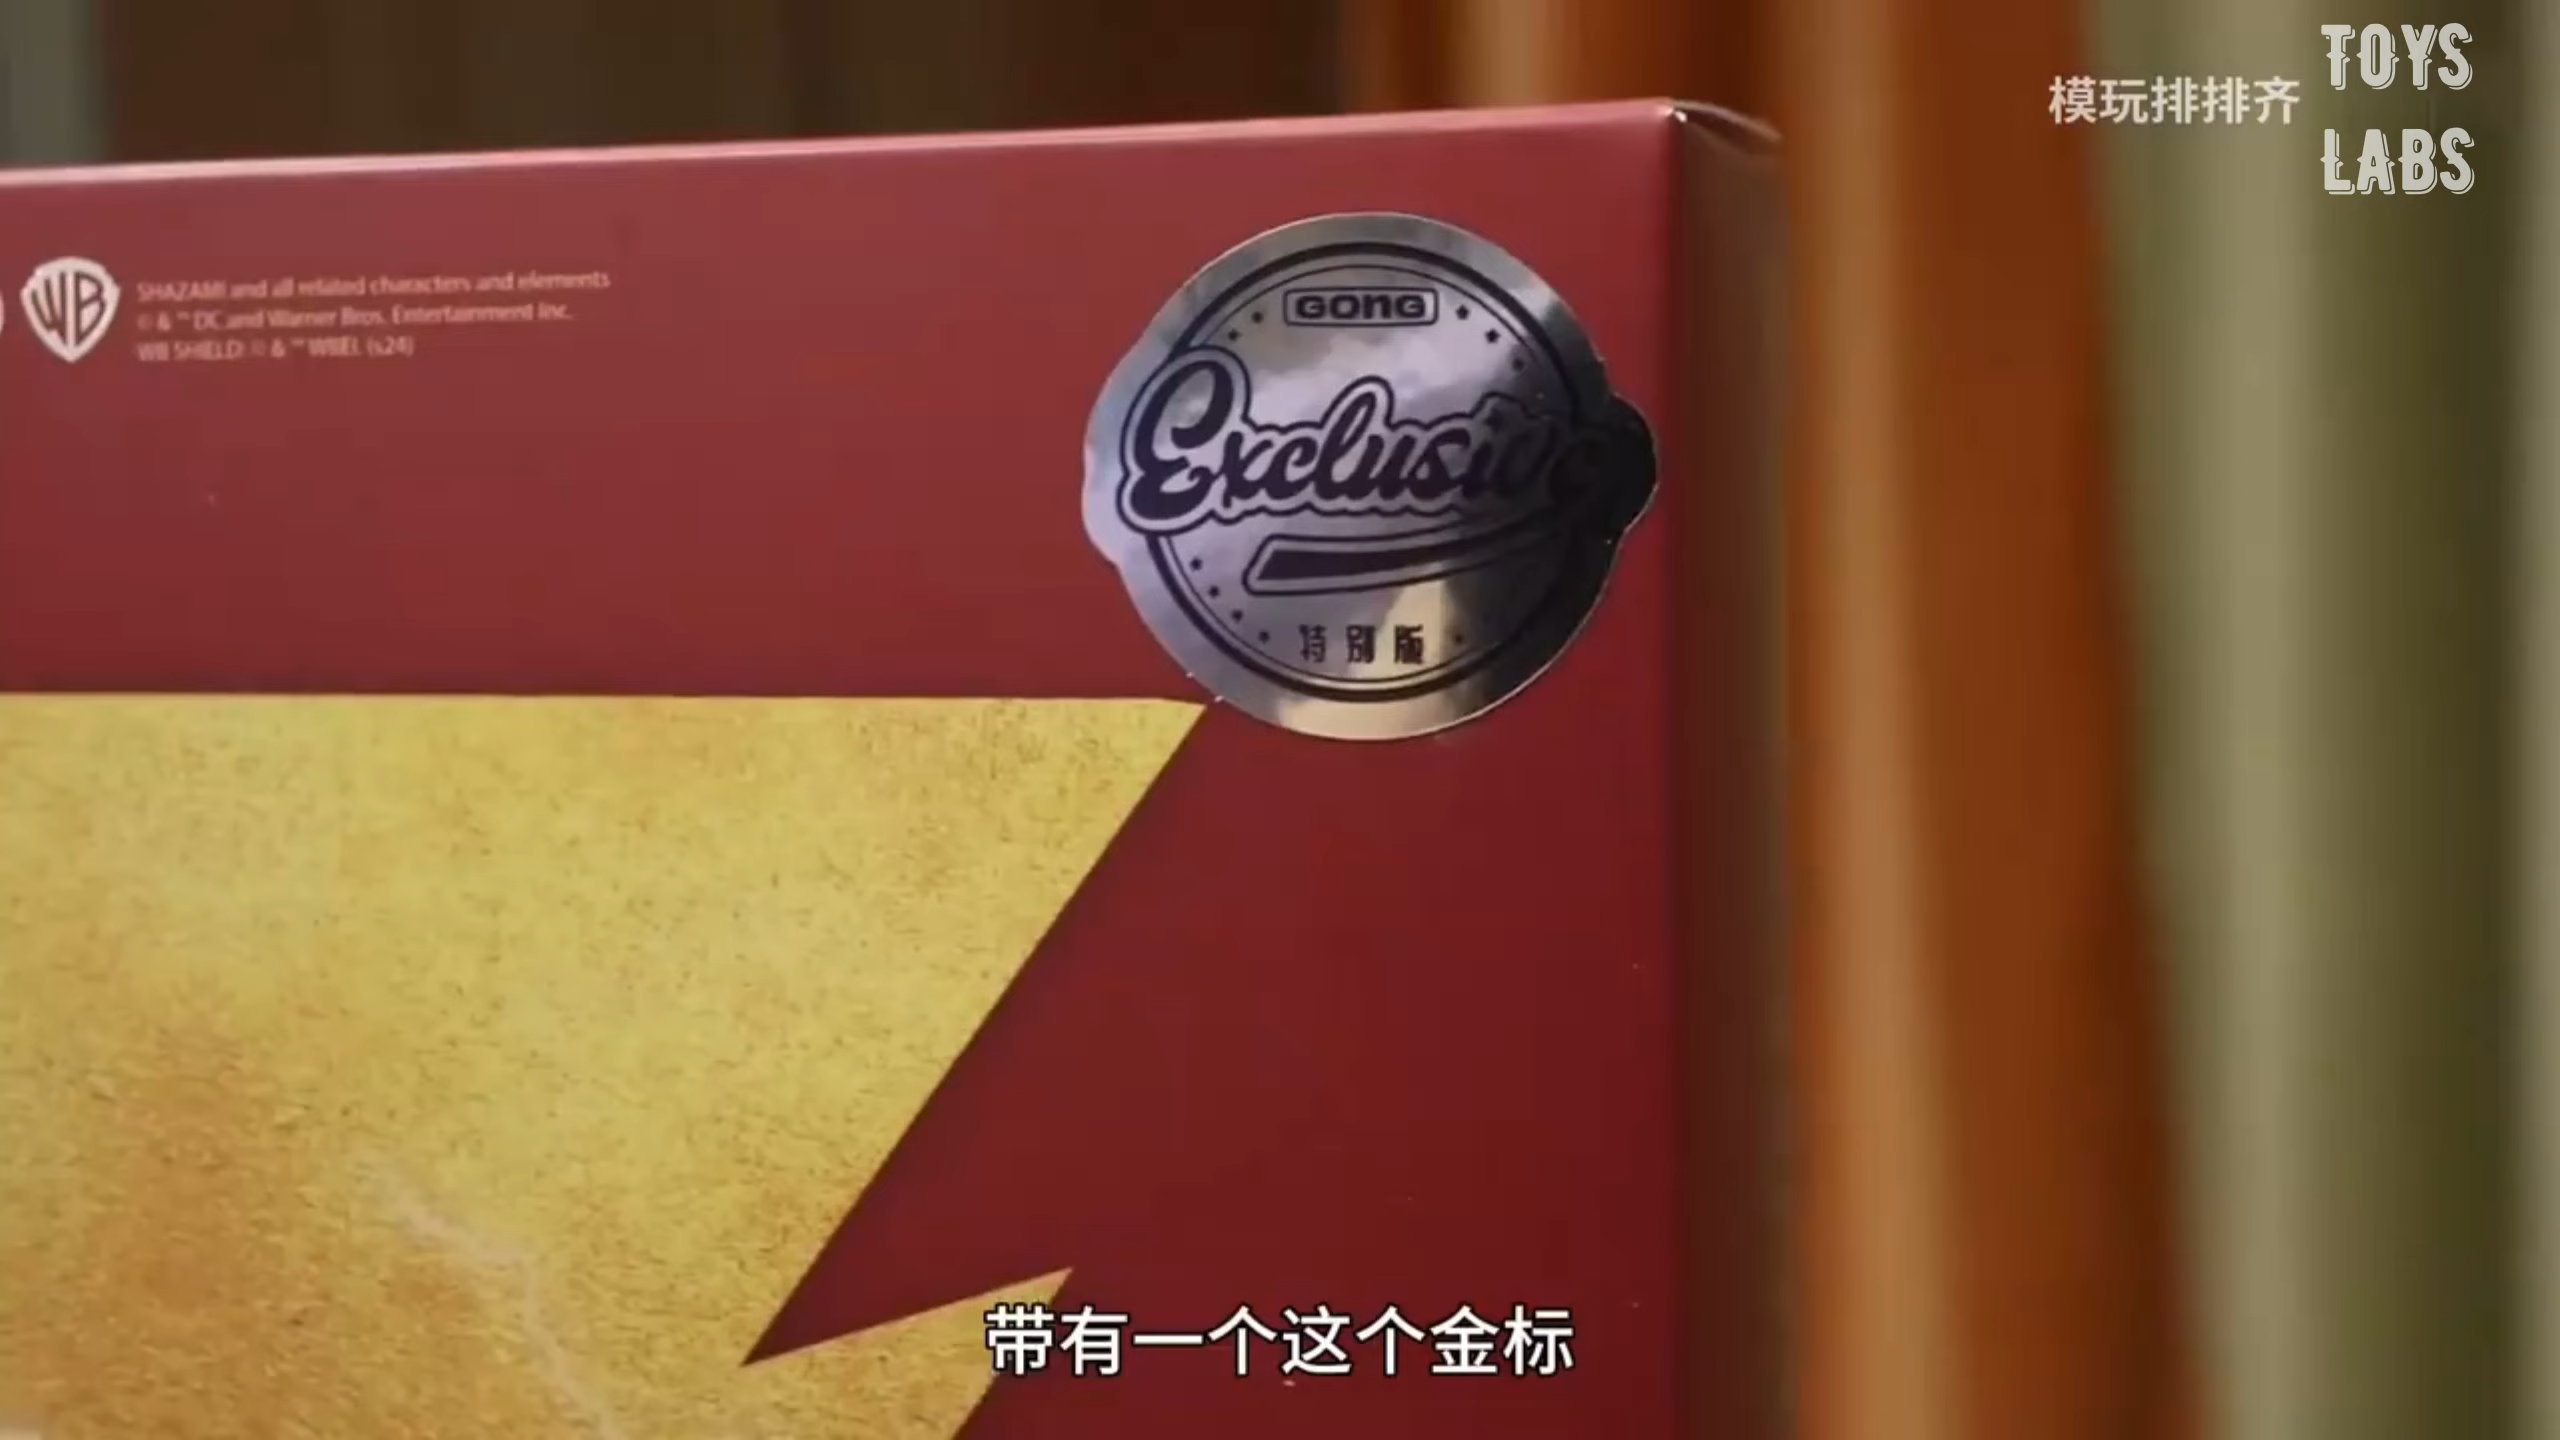 模玩排排齐
TOYS
LABS
WB
SHAZAM! and all related characters and elements
© & ™ DC and Warner Bros. Entertainment Inc.
WB SHIELD: © & ™ WBEI. (s24)
GONG
Exclusive
特别版
带有一个这个金标